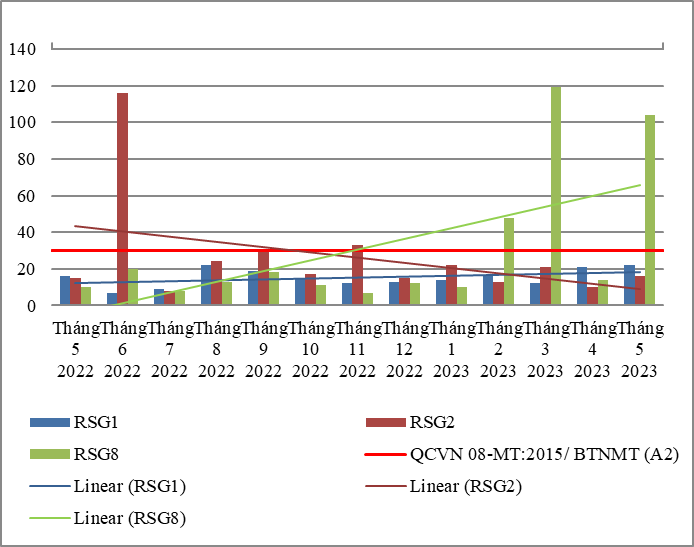 140
120
100
80
60
40
20
0
Tháng Tháng Tháng Tháng Tháng Tháng Tháng Tháng Tháng Tháng Tháng Tháng Tháng
5 6 7 8 9 10 11 12 1 2 3 4 5
2022 2022 2022 2022 2022 2022 2022 2022 2023 2023 2023 2023 2023
RSG1 RSG2
RSG8 QCVN 08-MT:2015/ BTNMT (A2)
Linear (RSG1) Linear (RSG2)
Linear (RSG8)